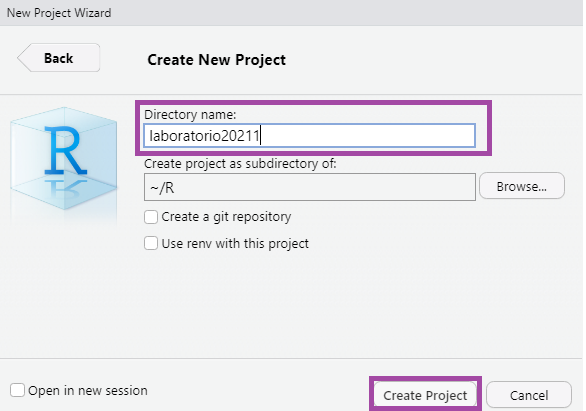 New Project Wizard
Back
Create New Project
R
Directory name:
laboratorio20211
Create project as subdirectory of:
~/R
Browse...
Create a git repository
Use renv with this project
Open in new session
Create Project
Cancel